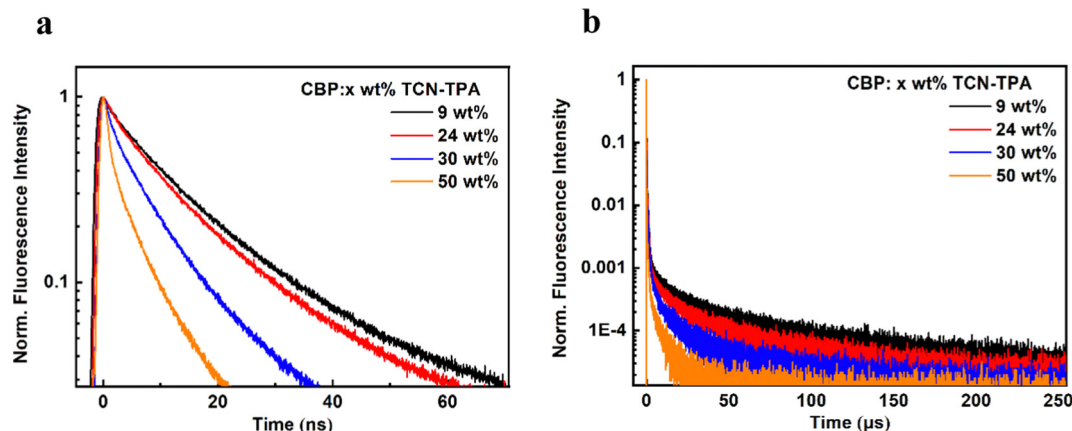 a
CBP:x wt% TCN-TPA
9 wt%
24 wt%
30 wt%
50 wt%
1
0.1
Norm. Fluorescence Intensity
0
20
40
60
Time (ns)
b
CBP: x wt% TCN-TPA
9 wt%
24 wt%
30 wt%
50 wt%
1
0.1
0.01
0.001
1E-4
Norm. Fluorescence Intensity
0
50
100
150
200
250
Time (µs)